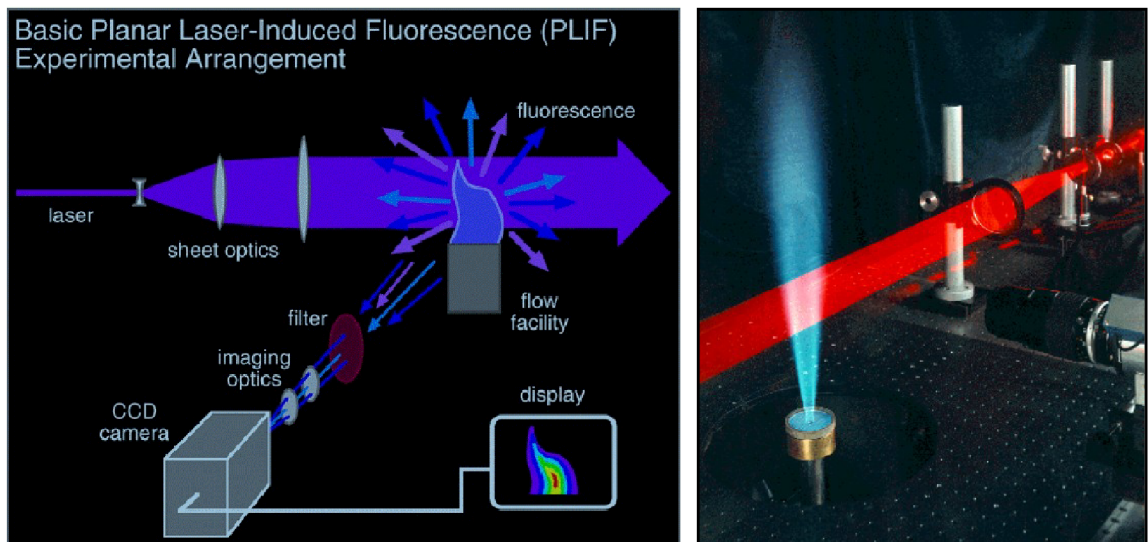 Basic Planar Laser-Induced Fluorescence (PLIF)
Experimental Arrangement
fluorescence
laser
sheet optics
flow
facility
filter
imaging
optics
CCD
camera
display